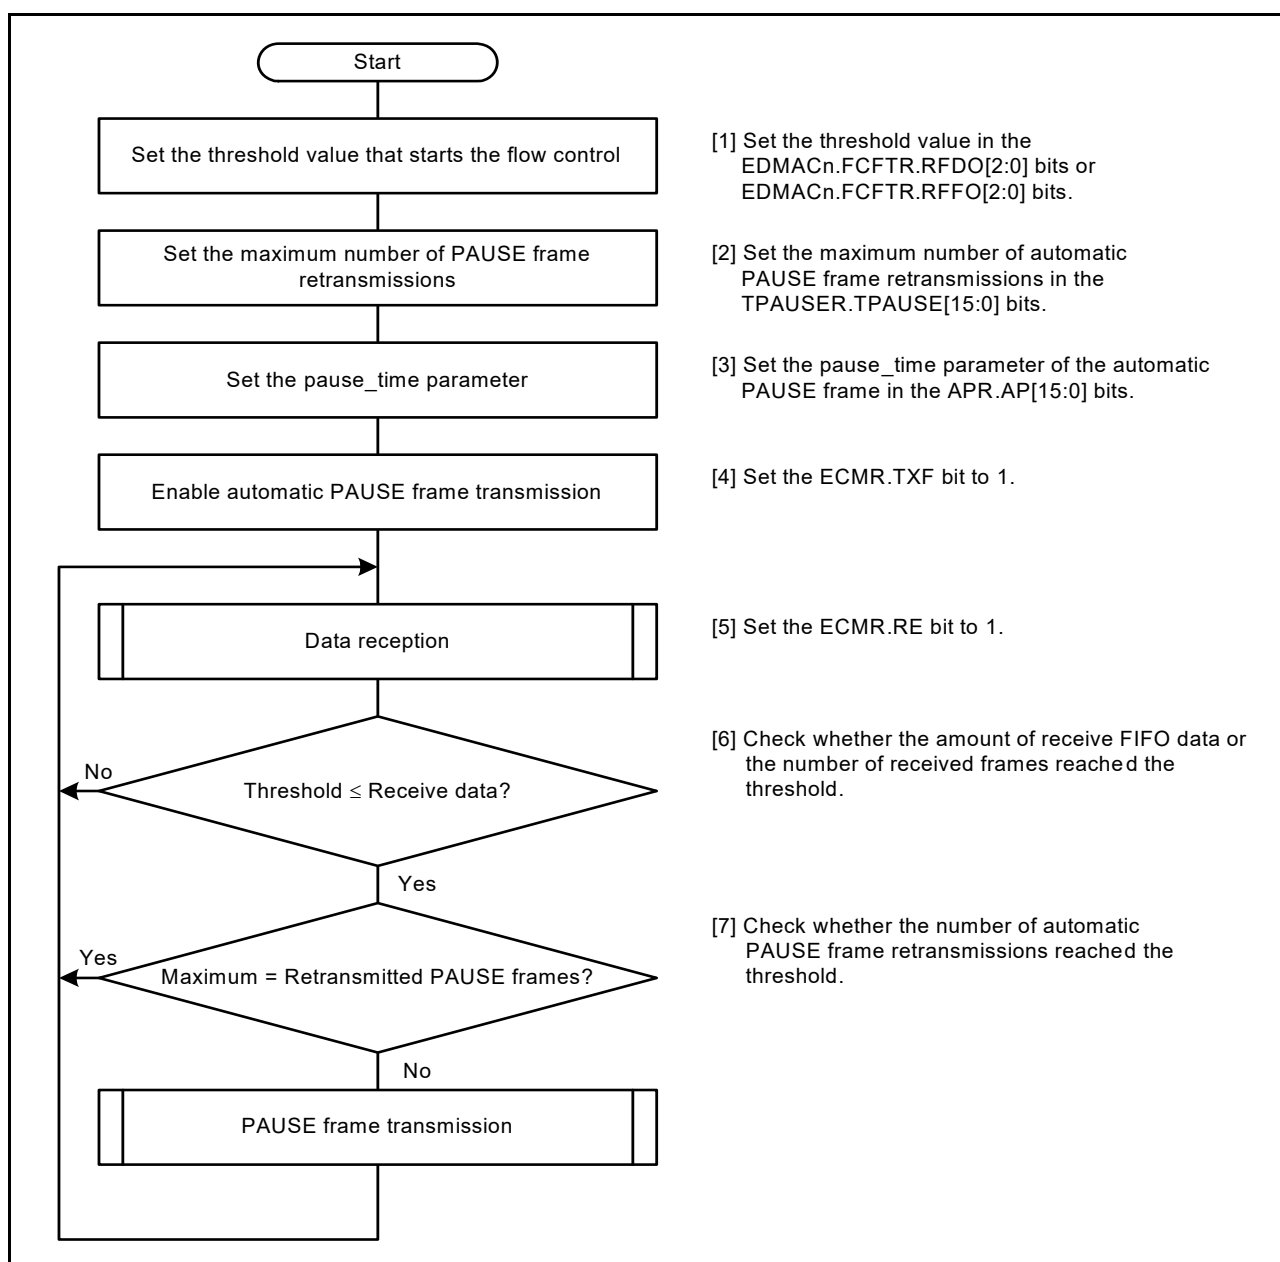 Start
Set the threshold value that starts the flow control
[1] Set the threshold value in the
EDMACn.FCFTR.RFDO[2:0] bits or
EDMACn.FCFTR.RFFO[2:0] bits.
Set the maximum number of PAUSE frame
retransmissions
[2] Set the maximum number of automatic
PAUSE frame retransmissions in the
TPAUSER.TPAUSE[15:0] bits.
Set the pause_time parameter
[3] Set the pause_time parameter of the automatic
PAUSE frame in the APR.AP[15:0] bits.
Enable automatic PAUSE frame transmission
[4] Set the ECMR.TXF bit to 1.
Data reception
[5] Set the ECMR.RE bit to 1.
No
Threshold ≤ Receive data?
[6] Check whether the amount of receive FIFO data or
the number of received frames reached the
threshold.
Yes
Yes
Maximum = Retransmitted PAUSE frames?
[7] Check whether the number of automatic
PAUSE frame retransmissions reached the
threshold.
No
PAUSE frame transmission